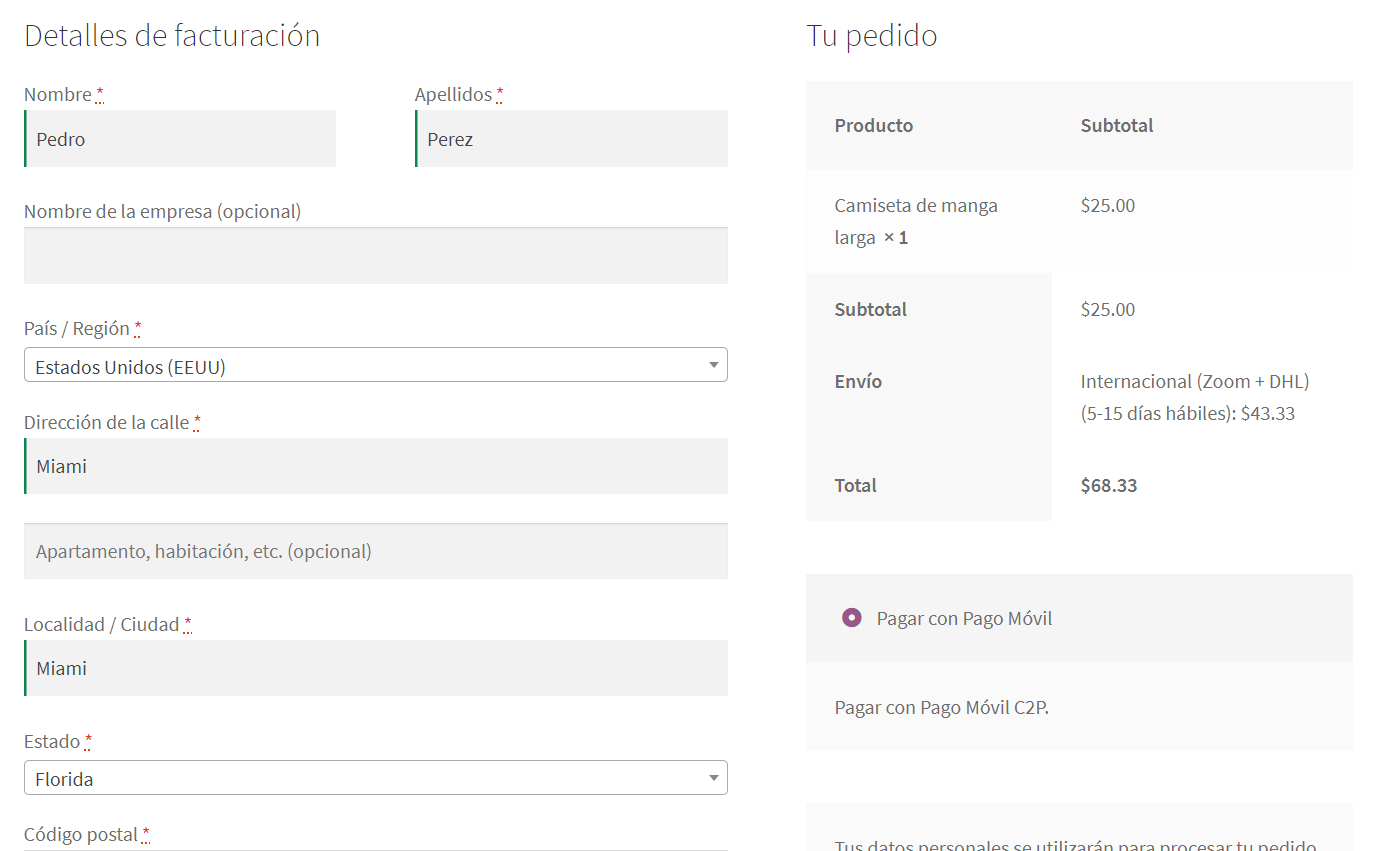 Detalles de facturación
Nombre *
Apellidos *
Pedro
Perez
Nombre de la empresa (opcional)
País / Región *
Estados Unidos (EEUU)
Dirección de la calle *
Miami
Apartamento, habitación, etc. (opcional)
Localidad / Ciudad *
Miami
Estado *
Florida
Código postal *
Tu pedido
Producto
Subtotal
Camiseta de manga
larga × 1
$25.00
Subtotal
$25.00
Envío
Internacional (Zoom + DHL)
(5-15 días hábiles): $43.33
Total
$68.33
Pagar con Pago Móvil
Pagar con Pago Móvil C2P.
Tus datos personales se utilizarán para procesar tu pedido